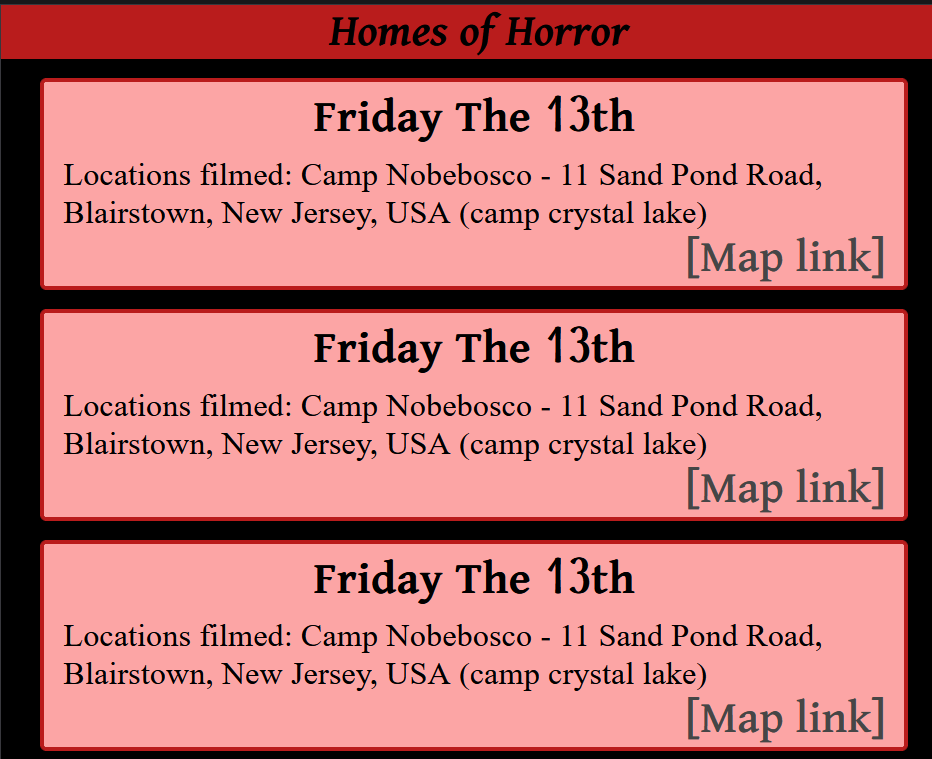 Homes of Horror
Friday The 13th
Locations filmed: Camp Nobebosco - 11 Sand Pond Road,
Blairstown, New Jersey, USA (camp crystal lake)
[Map link]
Friday The 13th
Locations filmed: Camp Nobebosco - 11 Sand Pond Road,
Blairstown, New Jersey, USA (camp crystal lake)
[Map link]
Friday The 13th
Locations filmed: Camp Nobebosco - 11 Sand Pond Road,
Blairstown, New Jersey, USA (camp crystal lake)
[Map link]